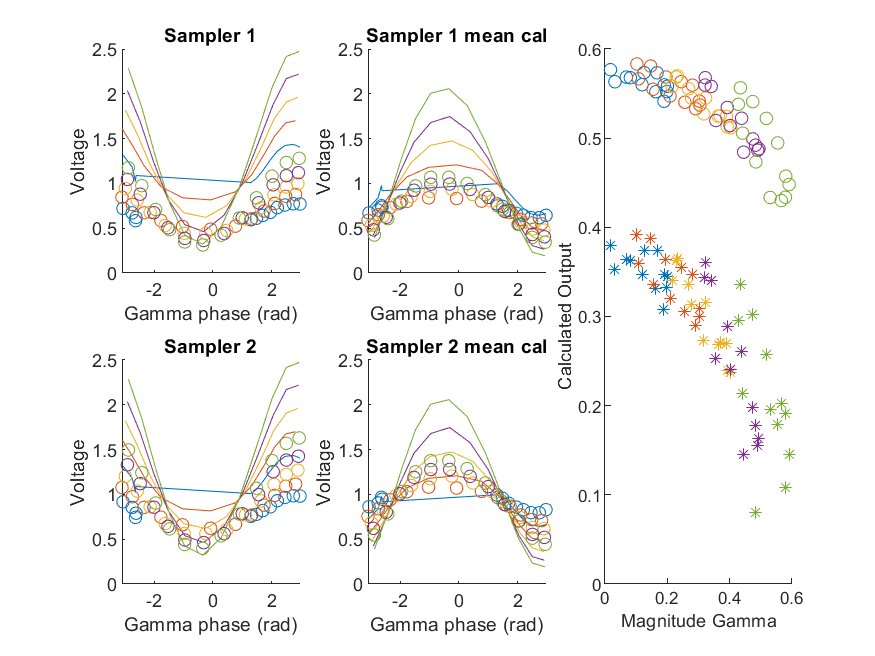 Sampler 1
2.5
2
1.5
1
0.5
0
Voltage
-2 0 2
Gamma phase (rad)
Sampler 1 mean cal
2.5
2
1.5
1
0.5
0
Voltage
-2 0 2
Gamma phase (rad)
Sampler 2
2.5
2
1.5
1
0.5
0
Voltage
-2 0 2
Gamma phase (rad)
Sampler 2 mean cal
2.5
2
1.5
1
0.5
0
Voltage
-2 0 2
Gamma phase (rad)
0.6
0.5
0.4
0.3
0.2
0.1
0
Calculated Output
0 0.2 0.4 0.6
Magnitude Gamma